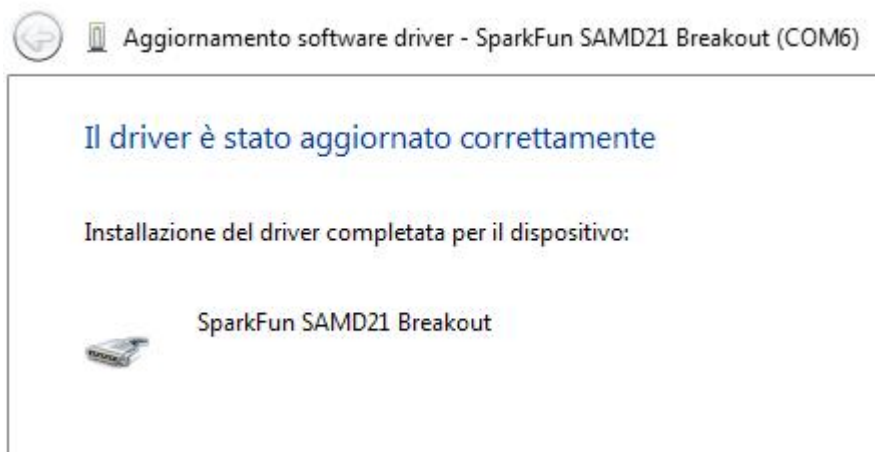 Aggiornamento software driver - SparkFun SAMD21 Breakout (COM6)
Il driver è stato aggiornato correttamente
Installazione del driver completata per il dispositivo:
SparkFun SAMD21 Breakout